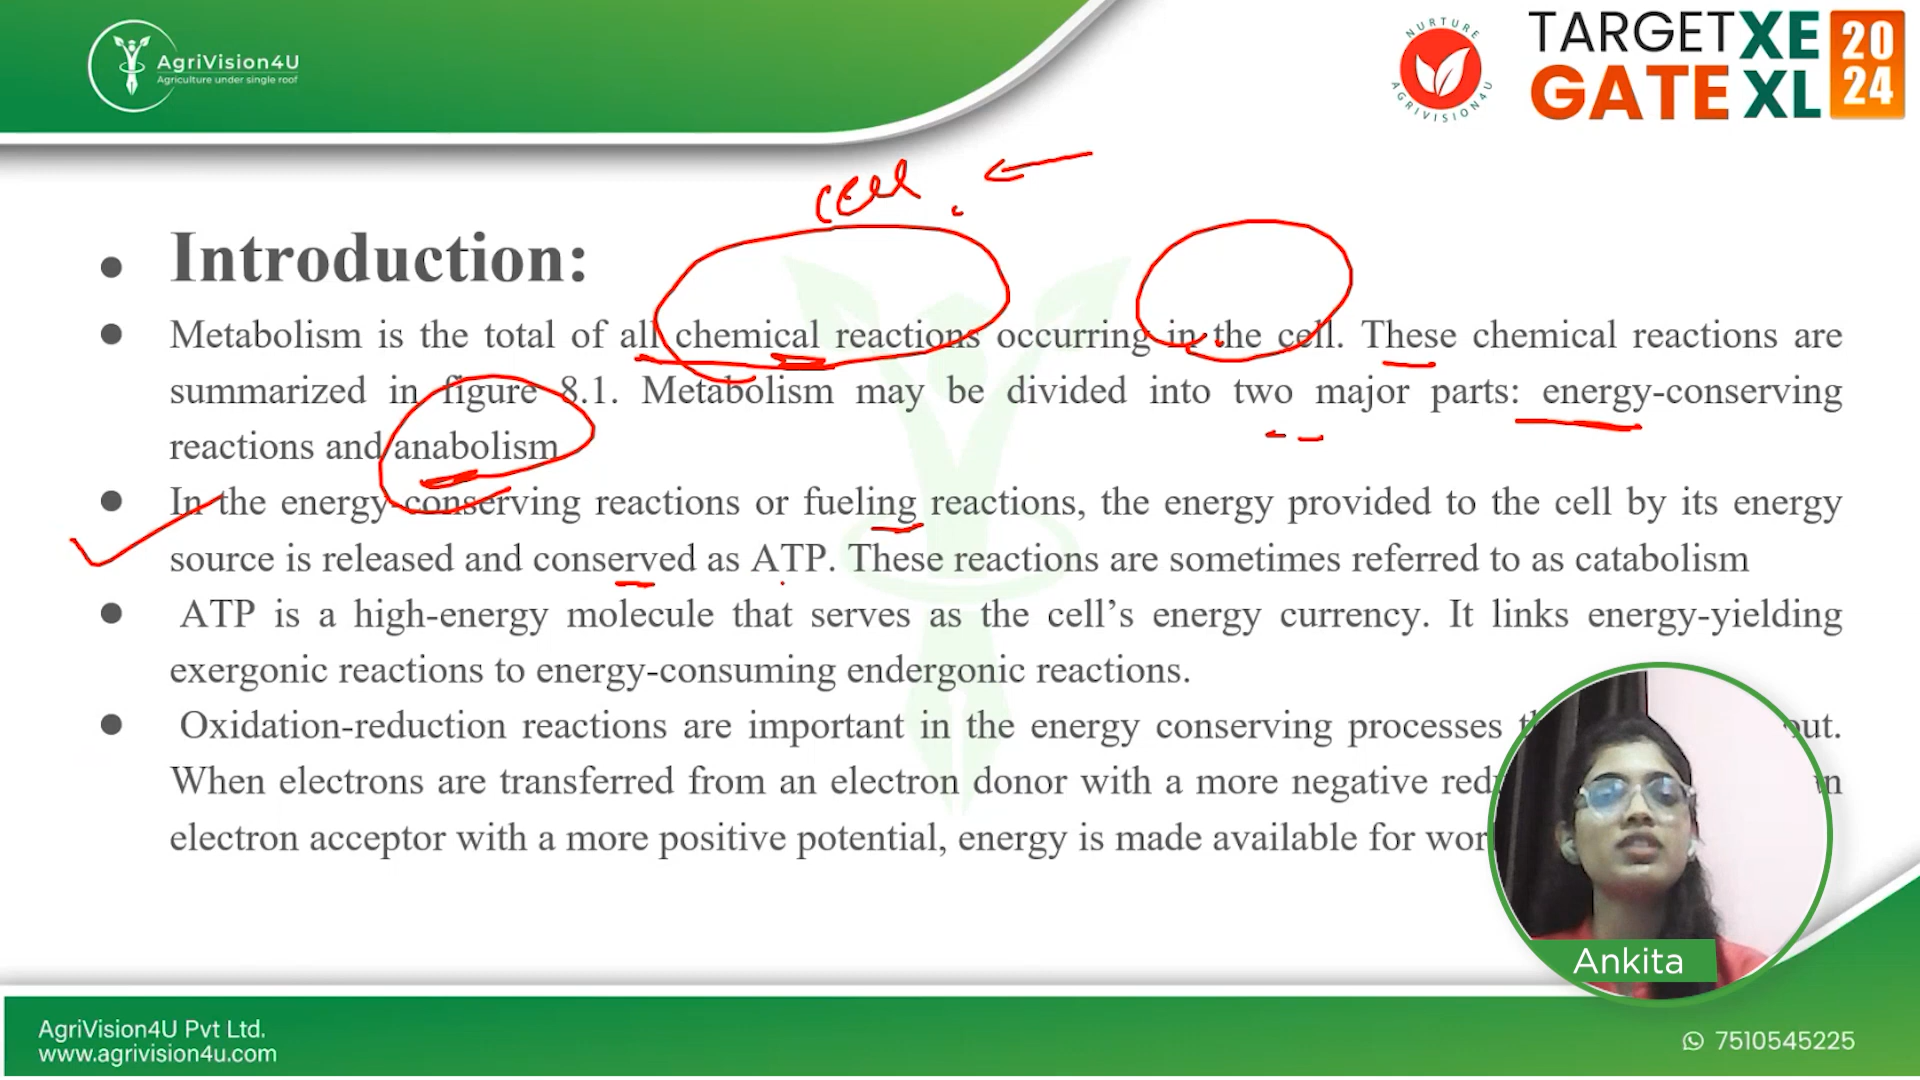 AgriVision4U
Agriculture under single roof
NURTURE
AGRIVISION4U
TARGET XE
GATE XL
20
24
cell
Introduction:
Metabolism is the total of all chemical reactions occurring in the cell. These chemical reactions are
summarized in figure 8.1. Metabolism may be divided into two major parts: energy-conserving
reactions and anabolism
In the energy-conserving reactions or fueling reactions, the energy provided to the cell by its energy
source is released and conserved as ATP. These reactions are sometimes referred to as catabolism
ATP is a high-energy molecule that serves as the cell’s energy currency. It links energy-yielding
exergonic reactions to energy-consuming endergonic reactions.
Oxidation-reduction reactions are important in the energy conserving processes
When electrons are transferred from an electron donor with a more negative
electron acceptor with a more positive potential, energy is made available for
Ankita
AgriVision4U Pvt Ltd.
www.agrivision4u.com
7510545225